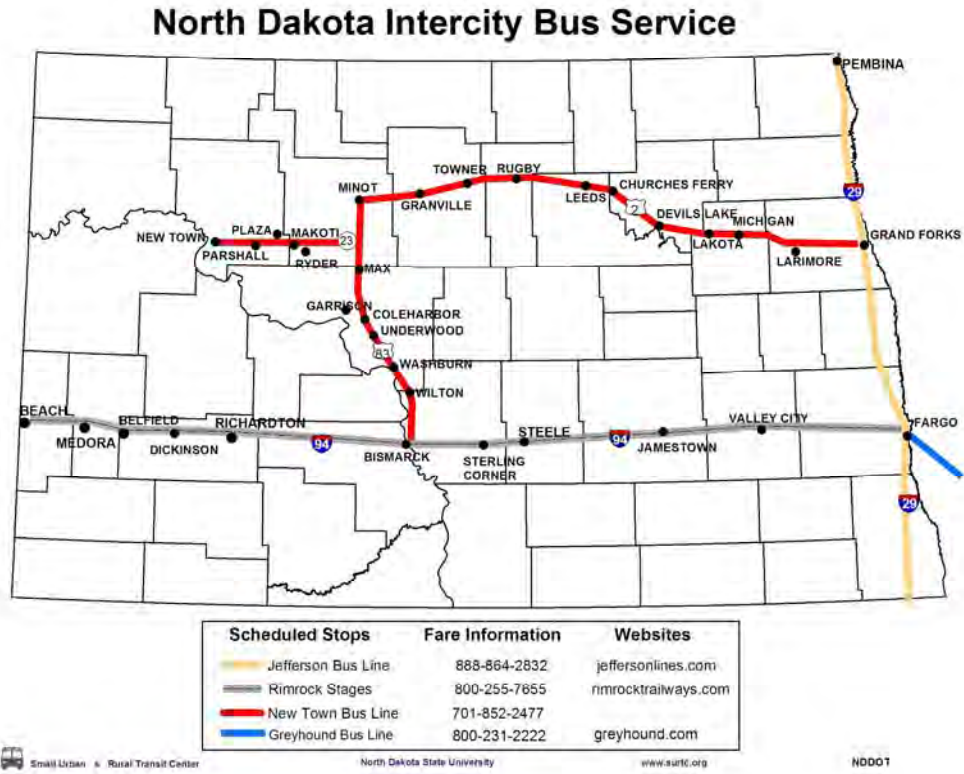 North Dakota Intercity Bus Service
PEMBINA
29
TOWNER
RUGBY
MINOT
GRANVILLE
LEEDS
CHURCHES FERRY
2
DEVILS LAKE
MICHIGAN
LAKOTA
LARIMORE
GRAND FORKS
NEW TOWN
PLAZA
MAKOTI
23
PARSHALL
RYDER
MAX
GARRISON
COLEHARBOR
UNDERWOOD
83
WASHBURN
WILTON
BEACH
MEDORA
BELFIELD
DICKINSON
RICHARDTON
94
BISMARCK
STERLING
CORNER
STEELE
94
JAMESTOWN
VALLEY CITY
FARGO
29
Scheduled Stops Fare Information Websites
Jefferson Bus Line 888-864-2832 jeffersonlines.com
Rimrock Stages 800-255-7655 rimrocktrailways.com
New Town Bus Line 701-852-2477
Greyhound Bus Line 800-231-2222 greyhound.com
Small Urban & Rural Transit Center North Dakota State University www.surtc.org NDDOT